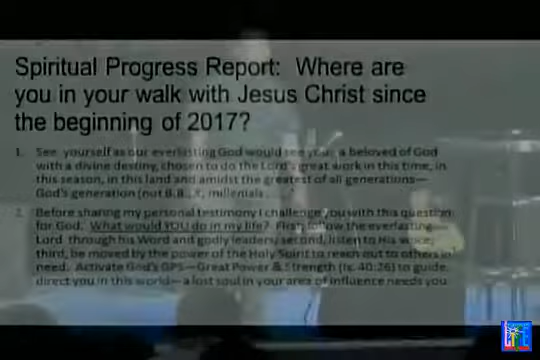 Spiritual Progress Report: Where are
you in your walk with Jesus Christ since
the beginning of 2017?
1. See yourself as our everlasting God would see you: a beloved of God
with a divine destiny, chosen to do the Lord's great work in this time, in
this season, in this land and amidst the greatest of all generations—
God's generation (not B.B., X, millenials
2. Before sharing my personal testimony I challenge you with this question
for God. What would YOU do in my life? First follow the everlasting
Lord through his Word and godly leaders; second, listen to His voice;
third, be moved by the power of the Holy Spirit to reach out to others in
need. Activate God's GPS—Great Power & Strength (Is. 40:26) to guide,
direct you in this world—a lost soul in your area of influence needs you